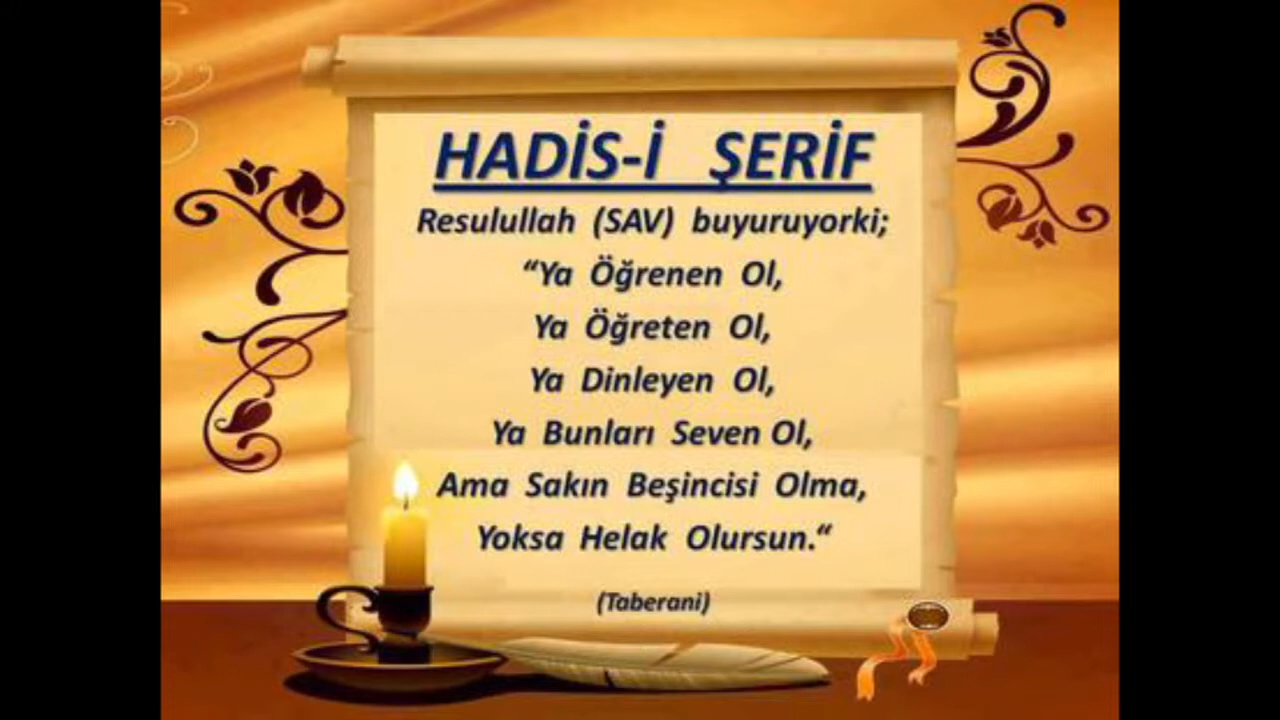 HADİS-İ ŞERİF
Resulullah (SAV) buyuruyorki;
“Ya Öğrenen Ol,
Ya Öğreten Ol,
Ya Dinleyen Ol,
Ya Bunları Seven Ol,
Ama Sakın Beşincisi Olma,
Yoksa Helak Olursun.“
(Taberani)